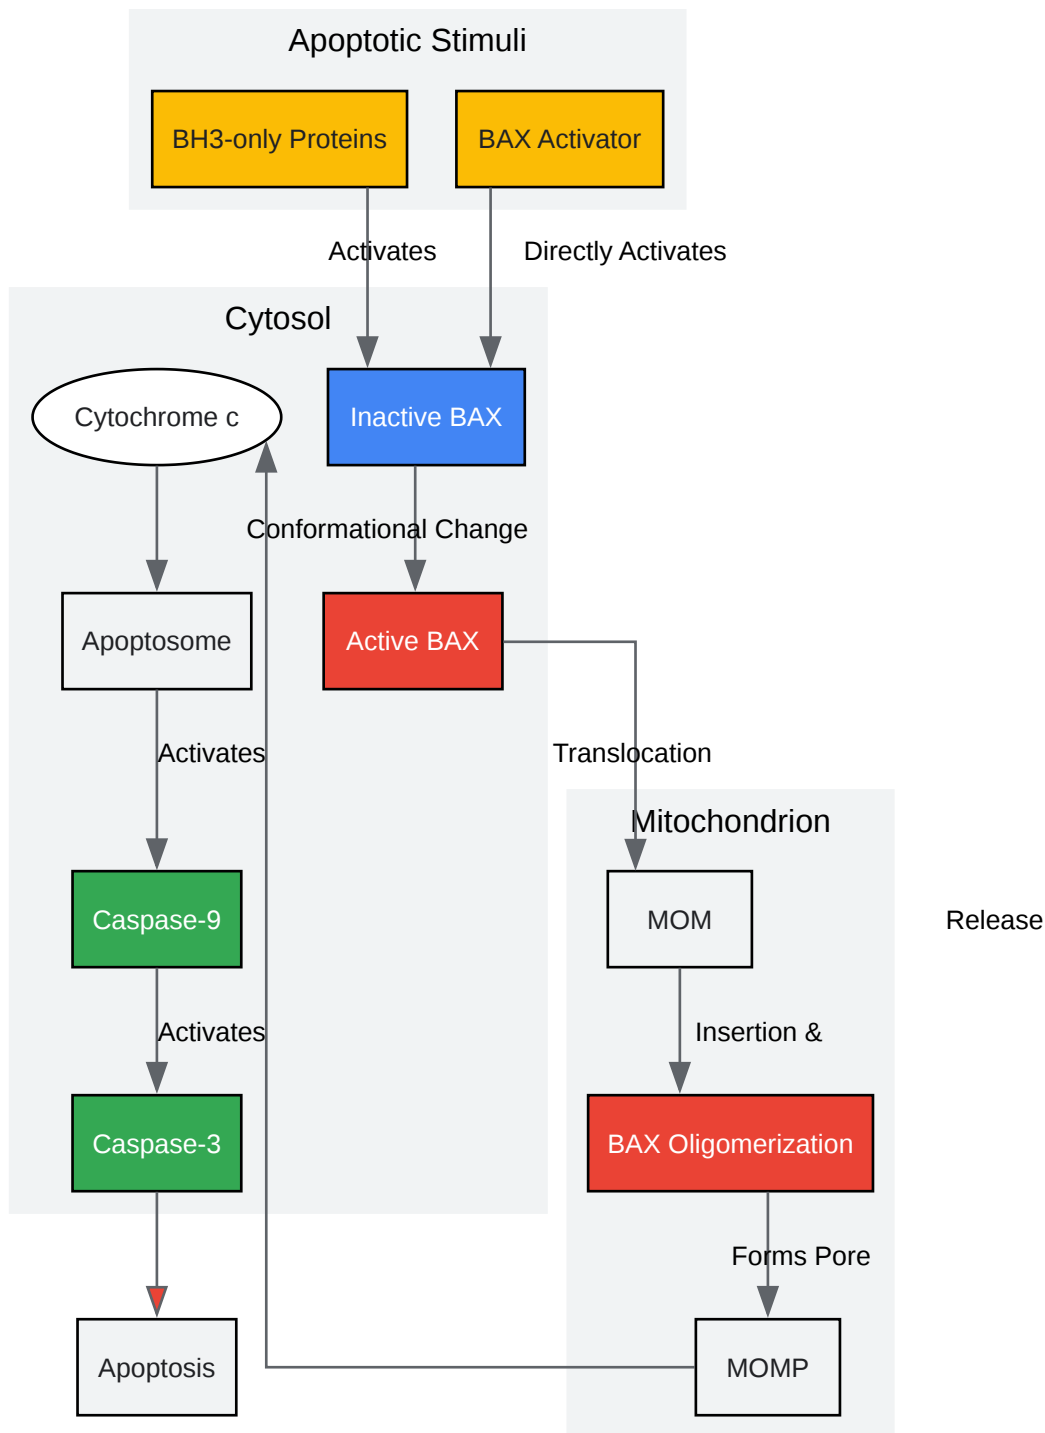 Apoptotic Stimuli
BH3-only Proteins
BAX Activator
Activates
Directly Activates
Cytosol
Cytochrome c
Inactive BAX
Conformational Change
Apoptosome
Active BAX
Activates
Translocation
Mitochondrion
Caspase-9
MOM
Release
Activates
Insertion &
Caspase-3
BAX Oligomerization
Forms Pore
Apoptosis
MOMP